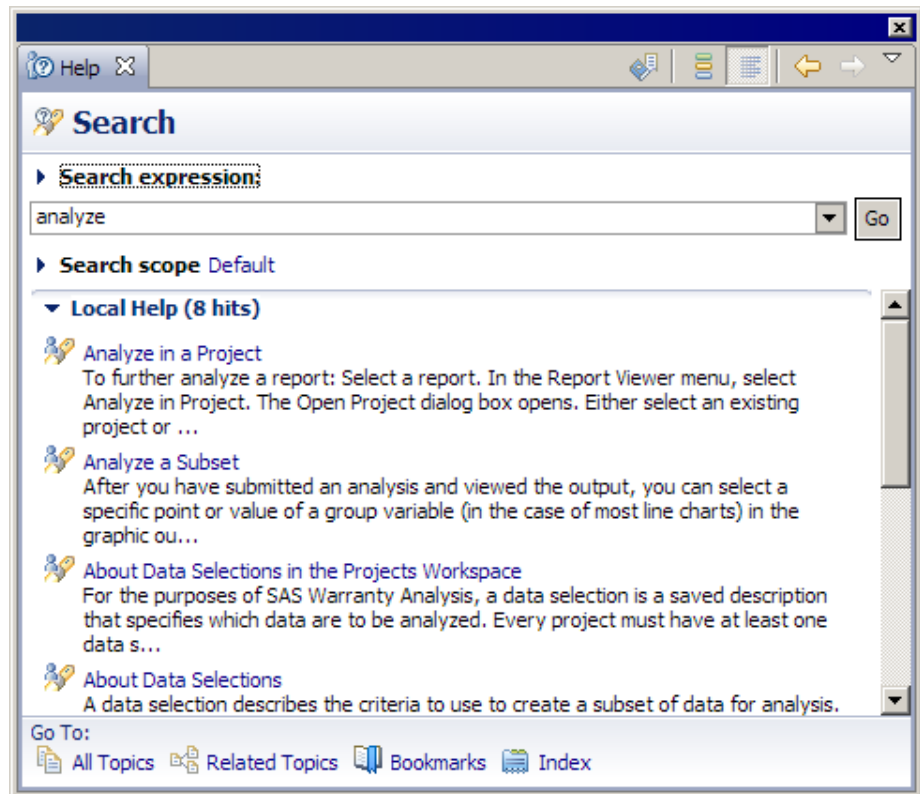 Help
Search
Search expression:
analyze
Go
Search scope Default
Local Help (8 hits)
Analyze in a Project
To further analyze a report: Select a report. In the Report Viewer menu, select
Analyze in Project. The Open Project dialog box opens. Either select an existing
project or ...
Analyze a Subset
After you have submitted an analysis and viewed the output, you can select a
specific point or value of a group variable (in the case of most line charts) in the
graphic ou...
About Data Selections in the Projects Workspace
For the purposes of SAS Warranty Analysis, a data selection is a saved description
that specifies which data are to be analyzed. Every project must have at least one
data s...
About Data Selections
A data selection describes the criteria to use to create a subset of data for analysis.
Go To:
All Topics Related Topics Bookmarks Index